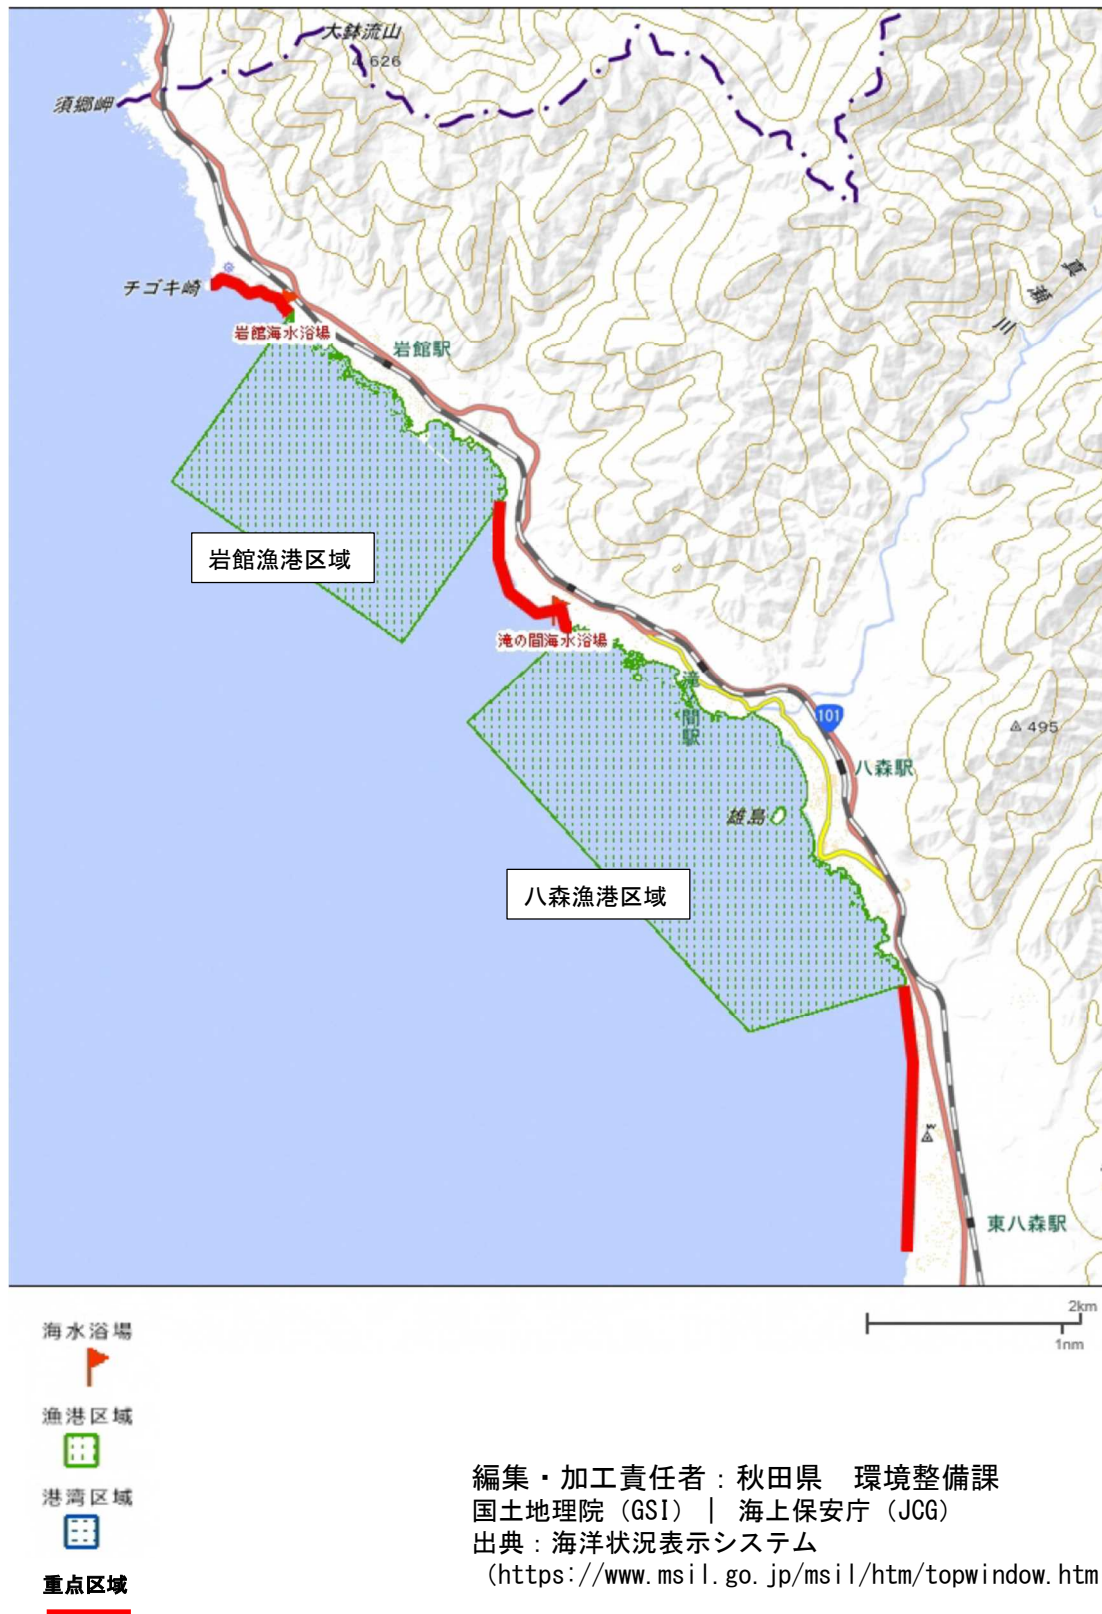 大鉢流山
626
須郷岬
真瀬川
チゴキ崎
岩館海水浴場
岩館駅
岩館漁港区域
滝の間海水浴場
滝ノ間駅
101
495
八森駅
雄島
八森漁港区域
W
東八森駅
2km
1nm
海水浴場
漁港区域
港湾区域
重点区域
編集・加工責任者：秋田県　環境整備課
国土地理院（GSI）｜ 海上保安庁（JCG）
出典：海洋状況表示システム
（https://www.msil.go.jp/msil/htm/topwindow.htm